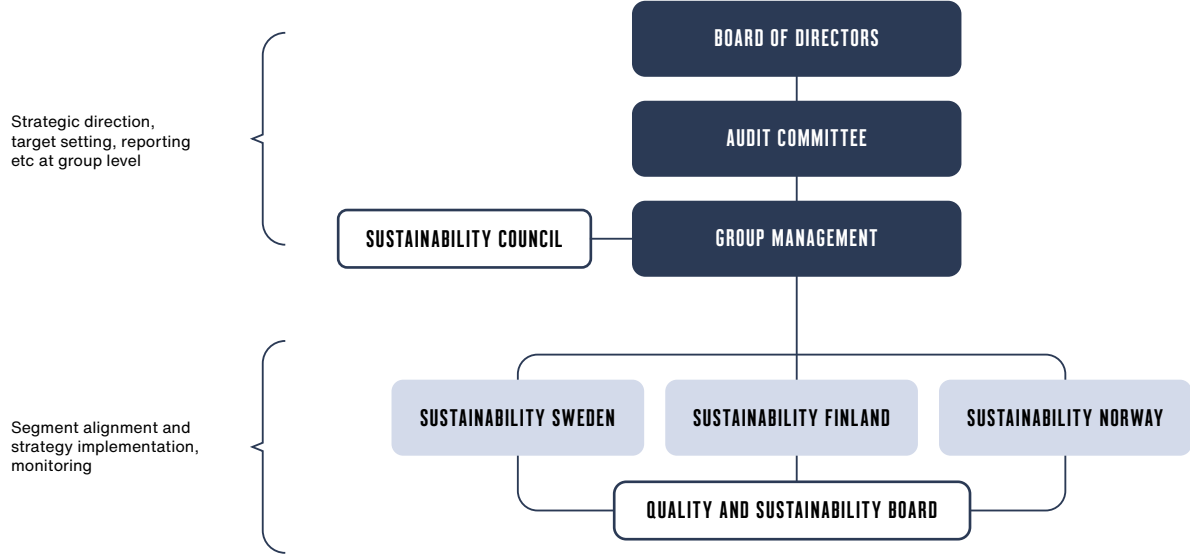 BOARD OF DIRECTORS
Strategic direction,
target setting, reporting
etc at group level
AUDIT COMMITTEE
SUSTAINABILITY COUNCIL
GROUP MANAGEMENT
Segment alignment and
strategy implementation,
monitoring
SUSTAINABILITY SWEDEN
SUSTAINABILITY FINLAND
SUSTAINABILITY NORWAY
QUALITY AND SUSTAINABILITY BOARD